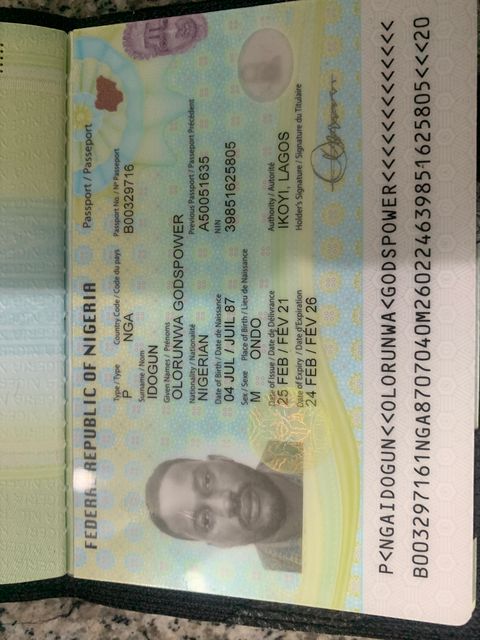 FEDERAL REPUBLIC OF NIGERIA
Passport / Passeport
Type / Type Country Code / Code du pays Passport No. / Nº Passeport
P NGA B00329716
Surname / Nom
IDOGUN
Given Names / Prénoms
OLORUNWA GODSPOWER
Nationality / Nationalité Previous Passport / Passeport Précédent
NIGERIAN A50051635
Date of Birth / Date de Naissance NIN
04 JUL / JUIL 87 39851625805
Sex / Sexe Place of Birth / Lieu de Naissance
M ONDO
Date of Issue / Date de Délivrance Authority / Autorité
25 FEB / FÉV 21 IKOYI, LAGOS
Date of Expiry / Date d'Expiration Holder's Signature / Signature du Titulaire
24 FEB / FÉV 26
P<NGAIDOGUN<<OLORUNWA<GODSPOWER<<<<<<<<<<<<<
B003297161NGA8707040M260224639851625805<<<20